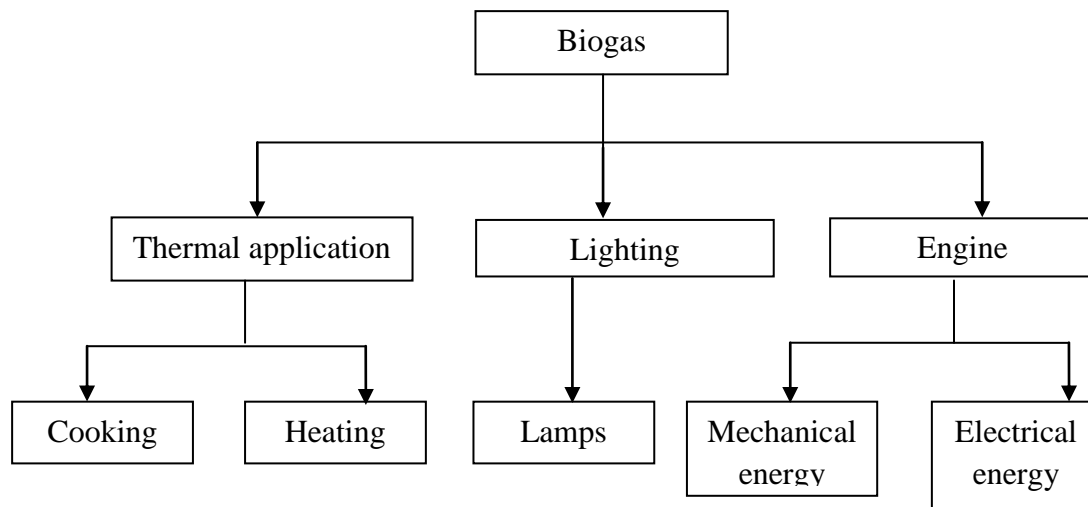 Biogas
Thermal application
Lighting
Engine
Cooking
Heating
Lamps
Mechanical
energy
Electrical
energy